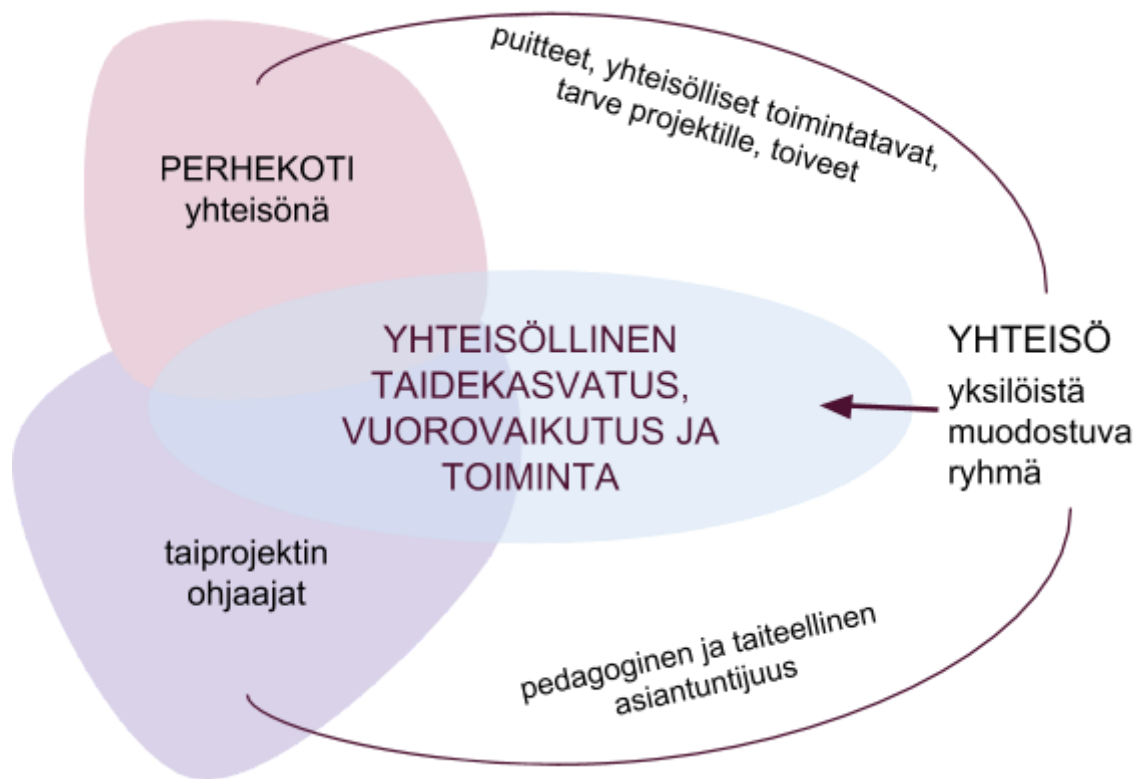 puitteet, yhteisölliset toimintatavat,
tarve projektille, toiveet
PERHEKOTI
yhteisönä
YHTEISÖLLINEN
TAIDEKASVATUS,
VUOROVAIKUTUS JA
TOIMINTA
YHTEISÖ
yksilöistä
muodostuva
ryhmä
taiprojektin
ohjaajat
pedagoginen ja taiteellinen
asiantuntijuus